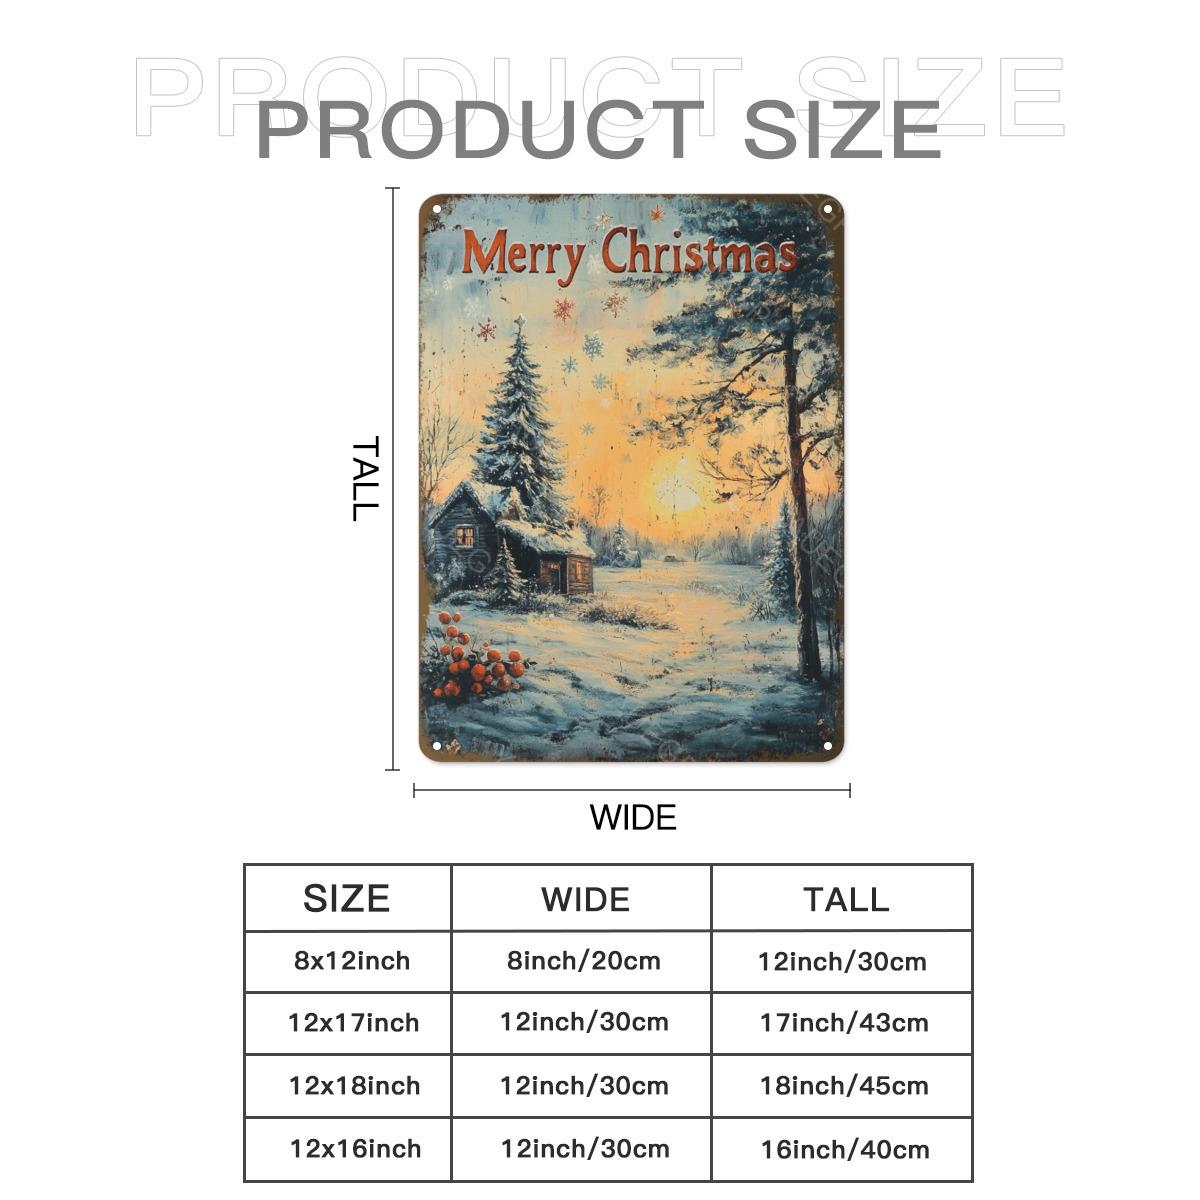 PRODUCT SIZE
PRODUCT SIZE
Merry Christmas
TALL
WIDE
SIZE WIDE TALL
8x12inch 8inch/20cm 12inch/30cm
12x17inch 12inch/30cm 17inch/43cm
12x18inch 12inch/30cm 18inch/45cm
12x16inch 12inch/30cm 16inch/40cm